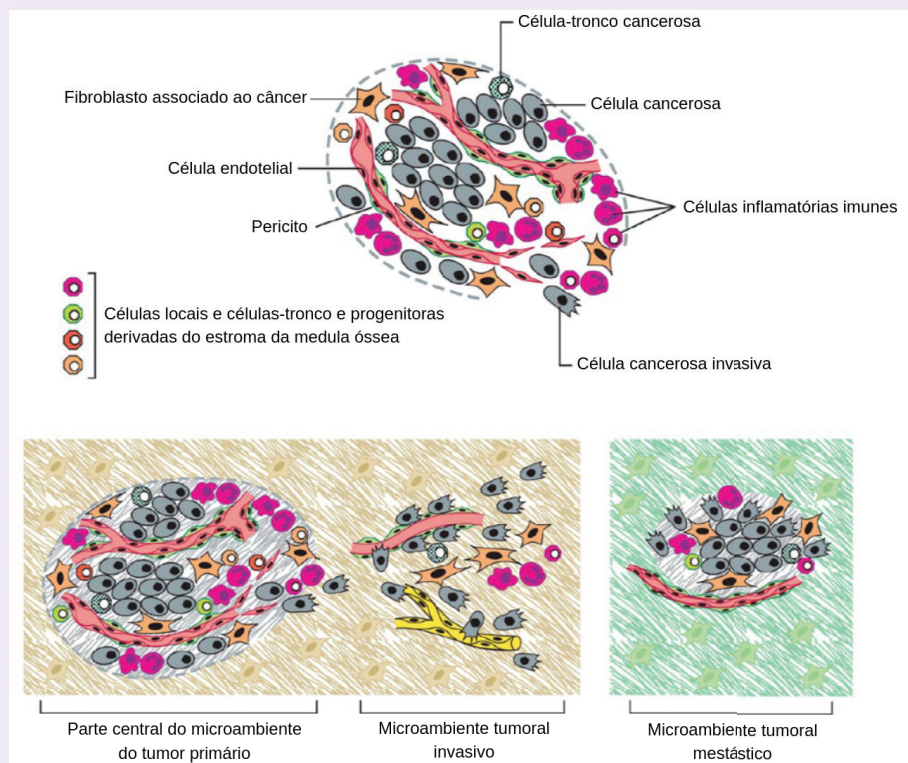 Célula-tronco cancerosa
Fibroblasto associado ao câncer
Célula cancerosa
Célula endotelial
Células inflamatórias imunes
Pericito
Células locais e células-tronco e progenitoras
derivadas do estroma da medula óssea
Célula cancerosa invasiva
Parte central do microambiente
do tumor primário
Microambiente tumoral
invasivo
Microambiente tumoral
mestástico